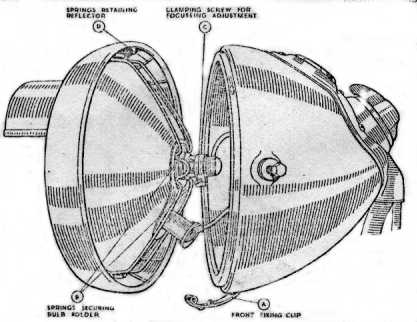 SPRINGS RETAINING
REFLECTOR
D
CLAMPING SCREW FOR
FOCUSSING ADJUSTMENT
C
B
SPRINGS SECURING
BULB HOLDER
A
FRONT FIXING CLIP